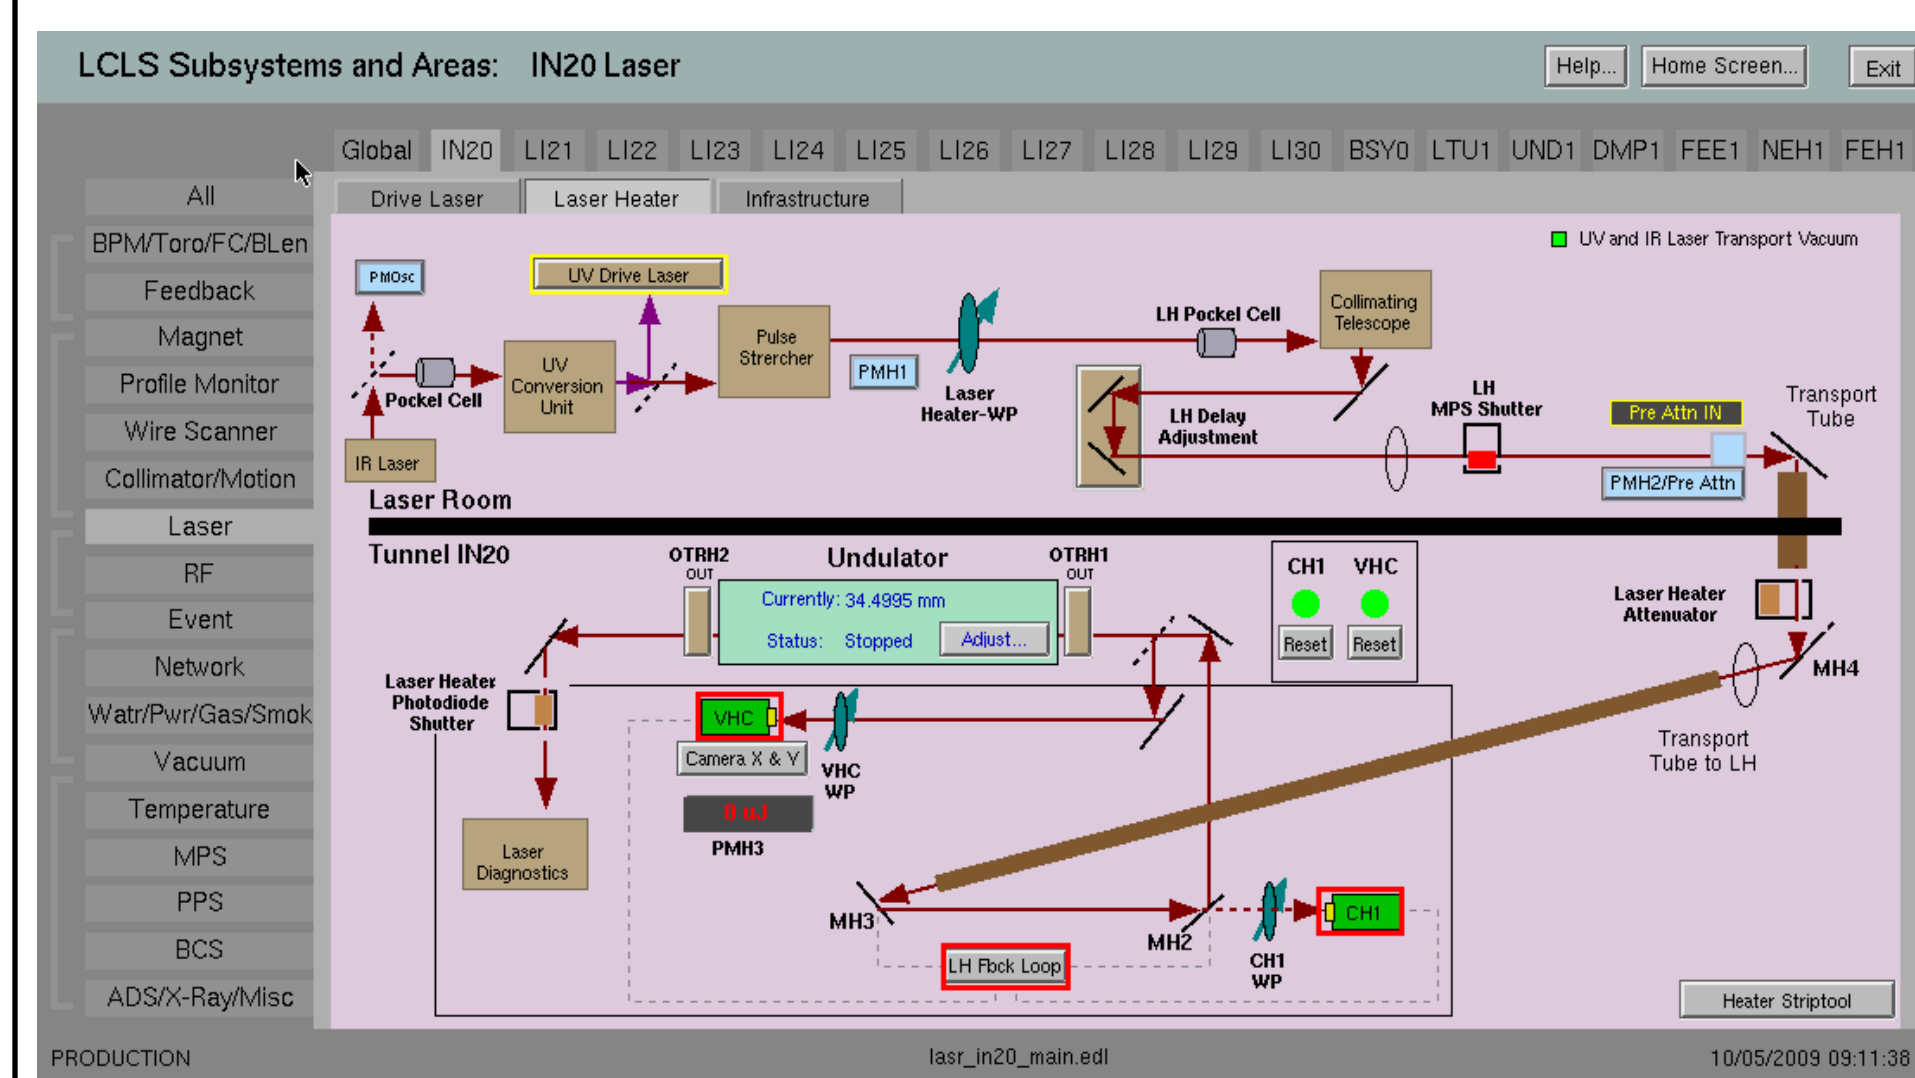 LCLS Subsystems and Areas: IN20 Laser
Help...
Home Screen...
Exit
Global IN20 LI21 LI22 LI23 LI24 LI25 LI26 LI27 LI28 LI29 LI30 BSY0 LTU1 UND1 DMP1 FEE1 NEH1 FEH1
All
BPM/Toro/FC/BLen
Feedback
Magnet
Profile Monitor
Wire Scanner
Collimator/Motion
Laser
RF
Event
Network
Watr/Pwr/Gas/Smok
Vacuum
Temperature
MPS
PPS
BCS
ADS/X-Ray/Misc
Drive Laser
Laser Heater
Infrastructure
UV and IR Laser Transport Vacuum
PMOsc
UV Drive Laser
Pocket Cell
IR Laser
UV
Conversion
Unit
Pulse
Strercher
PMH1
Laser
Heater-WP
LH Pockel Cell
Collimating
Telescope
LH Delay
Adjustment
LH
MPS Shutter
Pre Attn IN
PMH2/Pre Attn
Transport
Tube
Laser Room
Tunnel IN20
OTRH2
OUT
Undulator
OTRH1
OUT
Currently: 34.4995 mm
Status: Stopped
Adjust...
CH1 VHC
Reset
Reset
Laser Heater
Attenuator
MH4
Laser Heater
Photodiode
Shutter
VHC
Camera X & Y
VHC
WP
0 uJ
PMH3
Laser
Diagnostics
Transport
Tube to LH
MH3
MH2
LH Fbck Loop
CH1
WP
CH1
Heater Striptool
PRODUCTION
lasr_in20_main.edl
10/05/2009 09:11:38